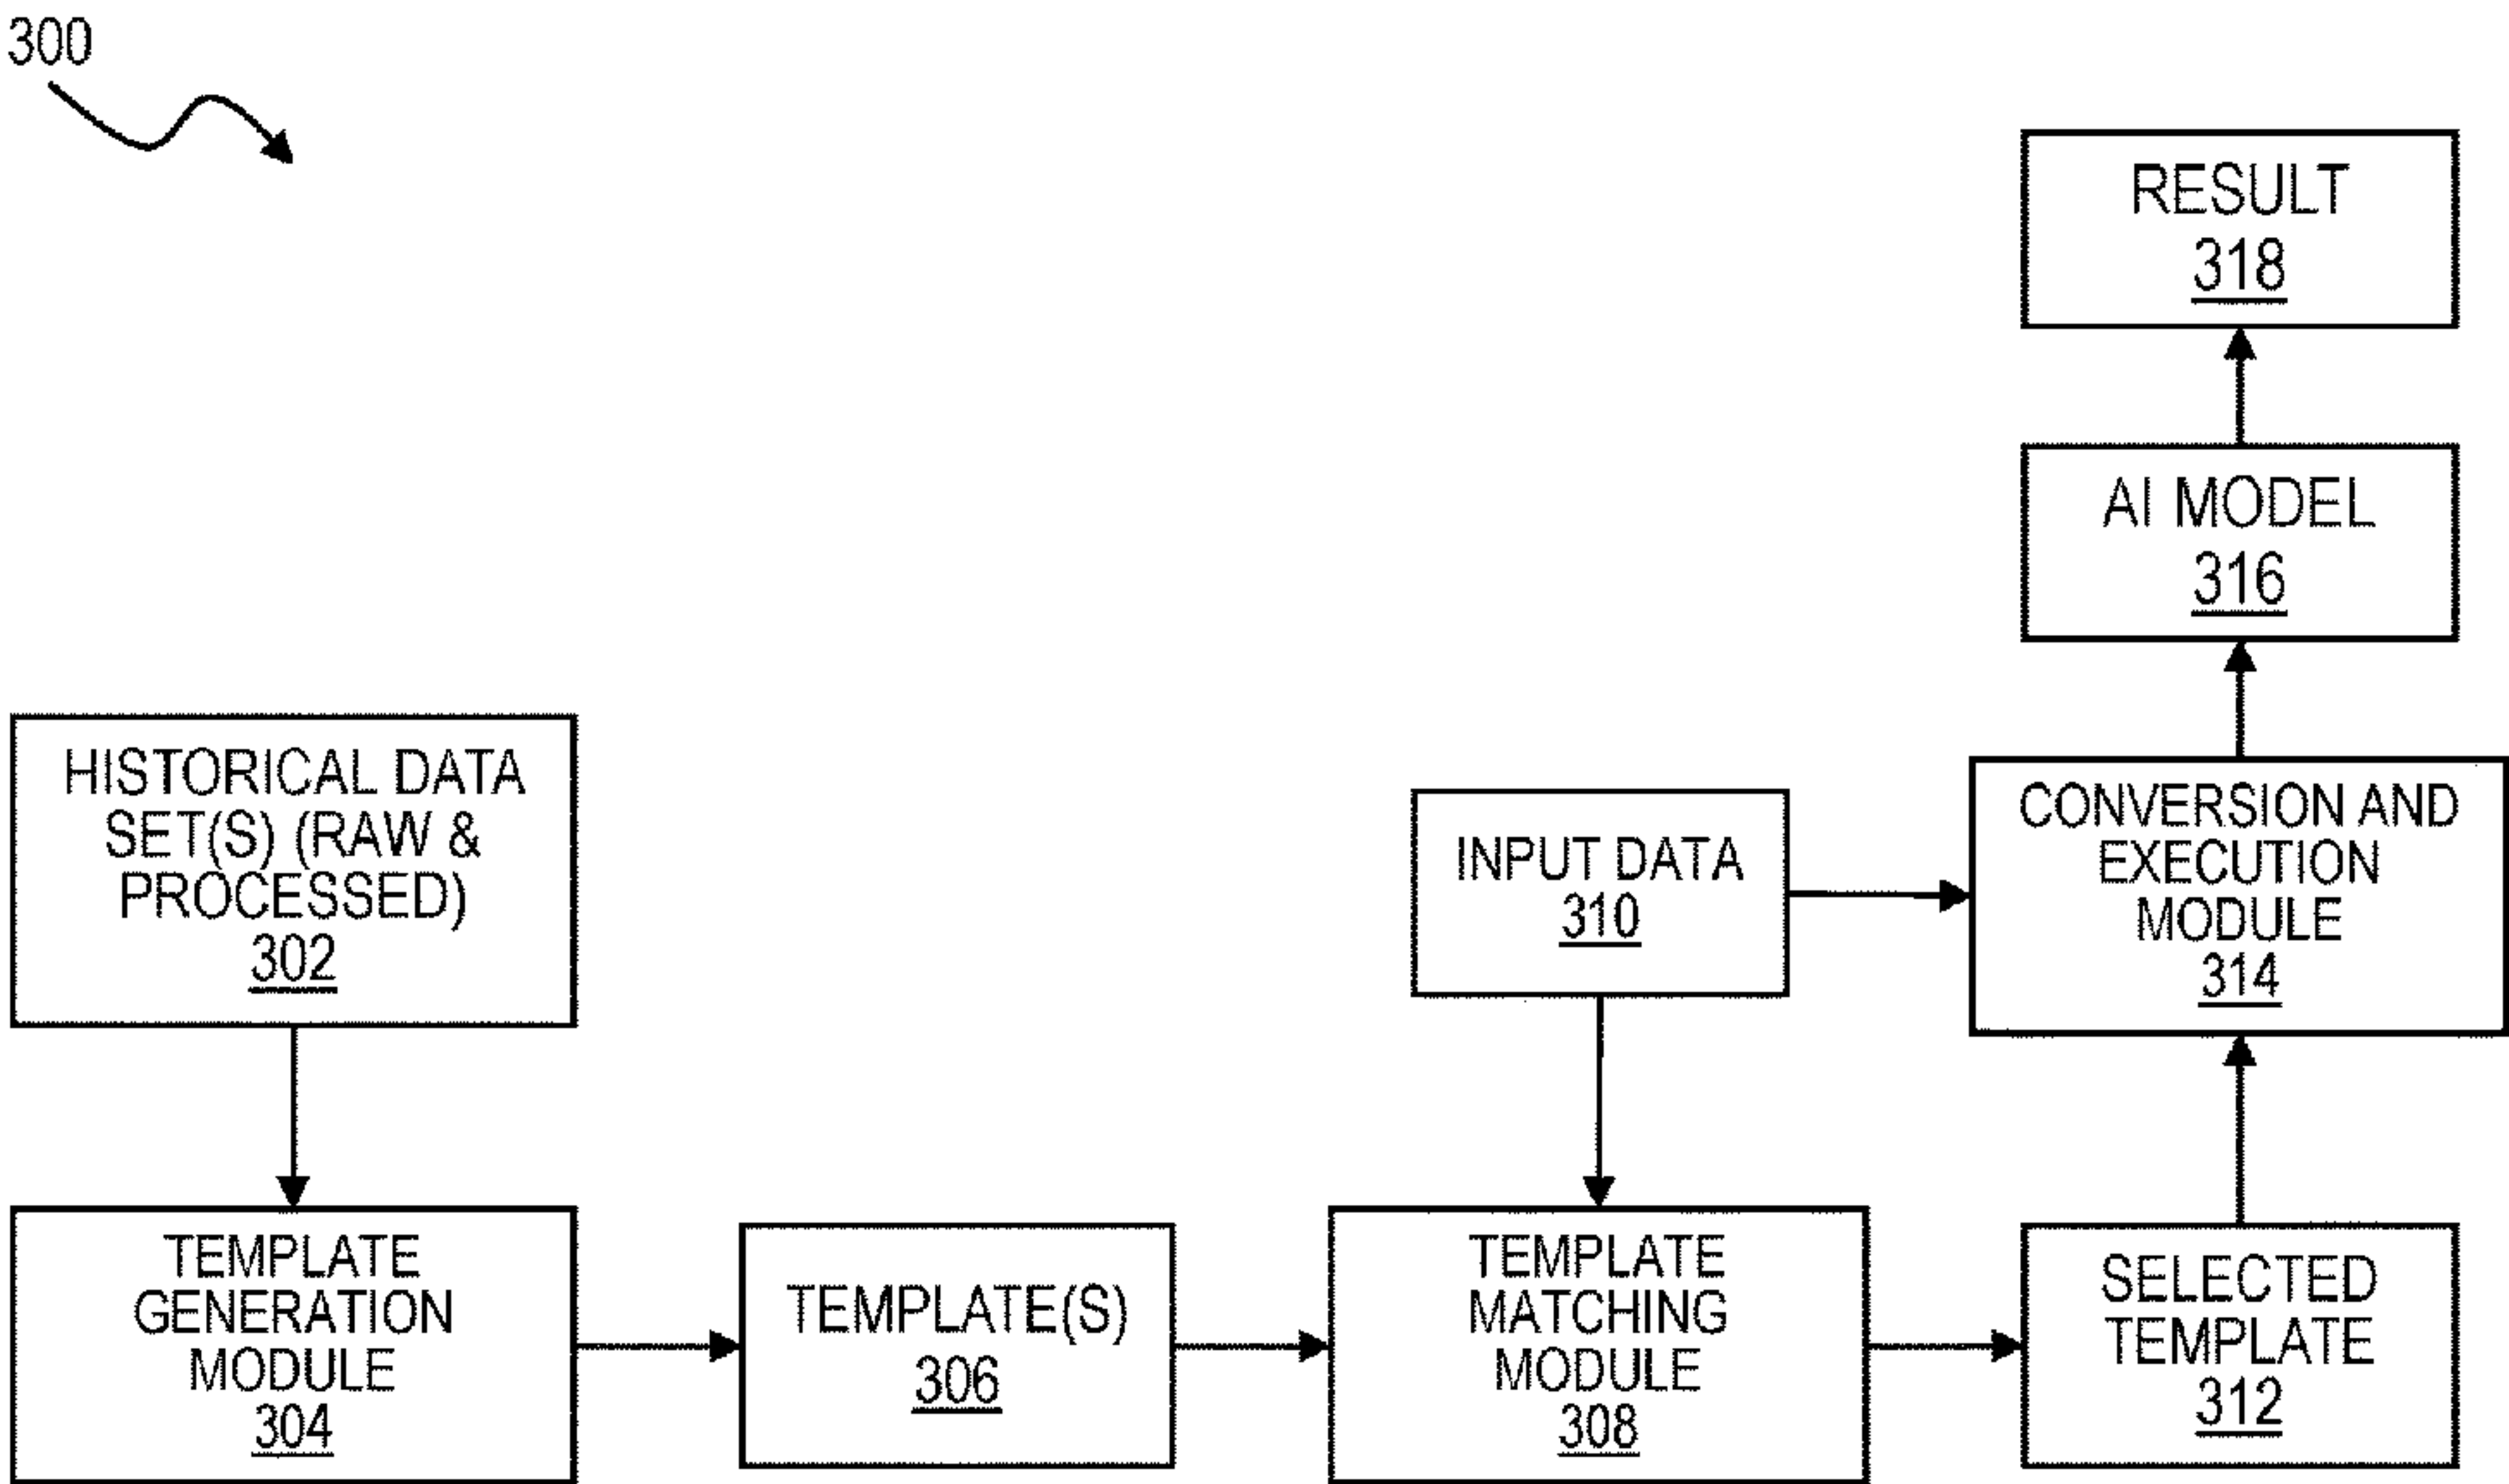 300
RESULT
318
AI MODEL
316
HISTORICAL DATA
SET(S) (RAW &
PROCESSED)
302
INPUT DATA
310
CONVERSION AND
EXECUTION
MODULE
314
TEMPLATE
GENERATION
MODULE
304
TEMPLATE(S)
306
TEMPLATE
MATCHING
MODULE
308
SELECTED
TEMPLATE
312